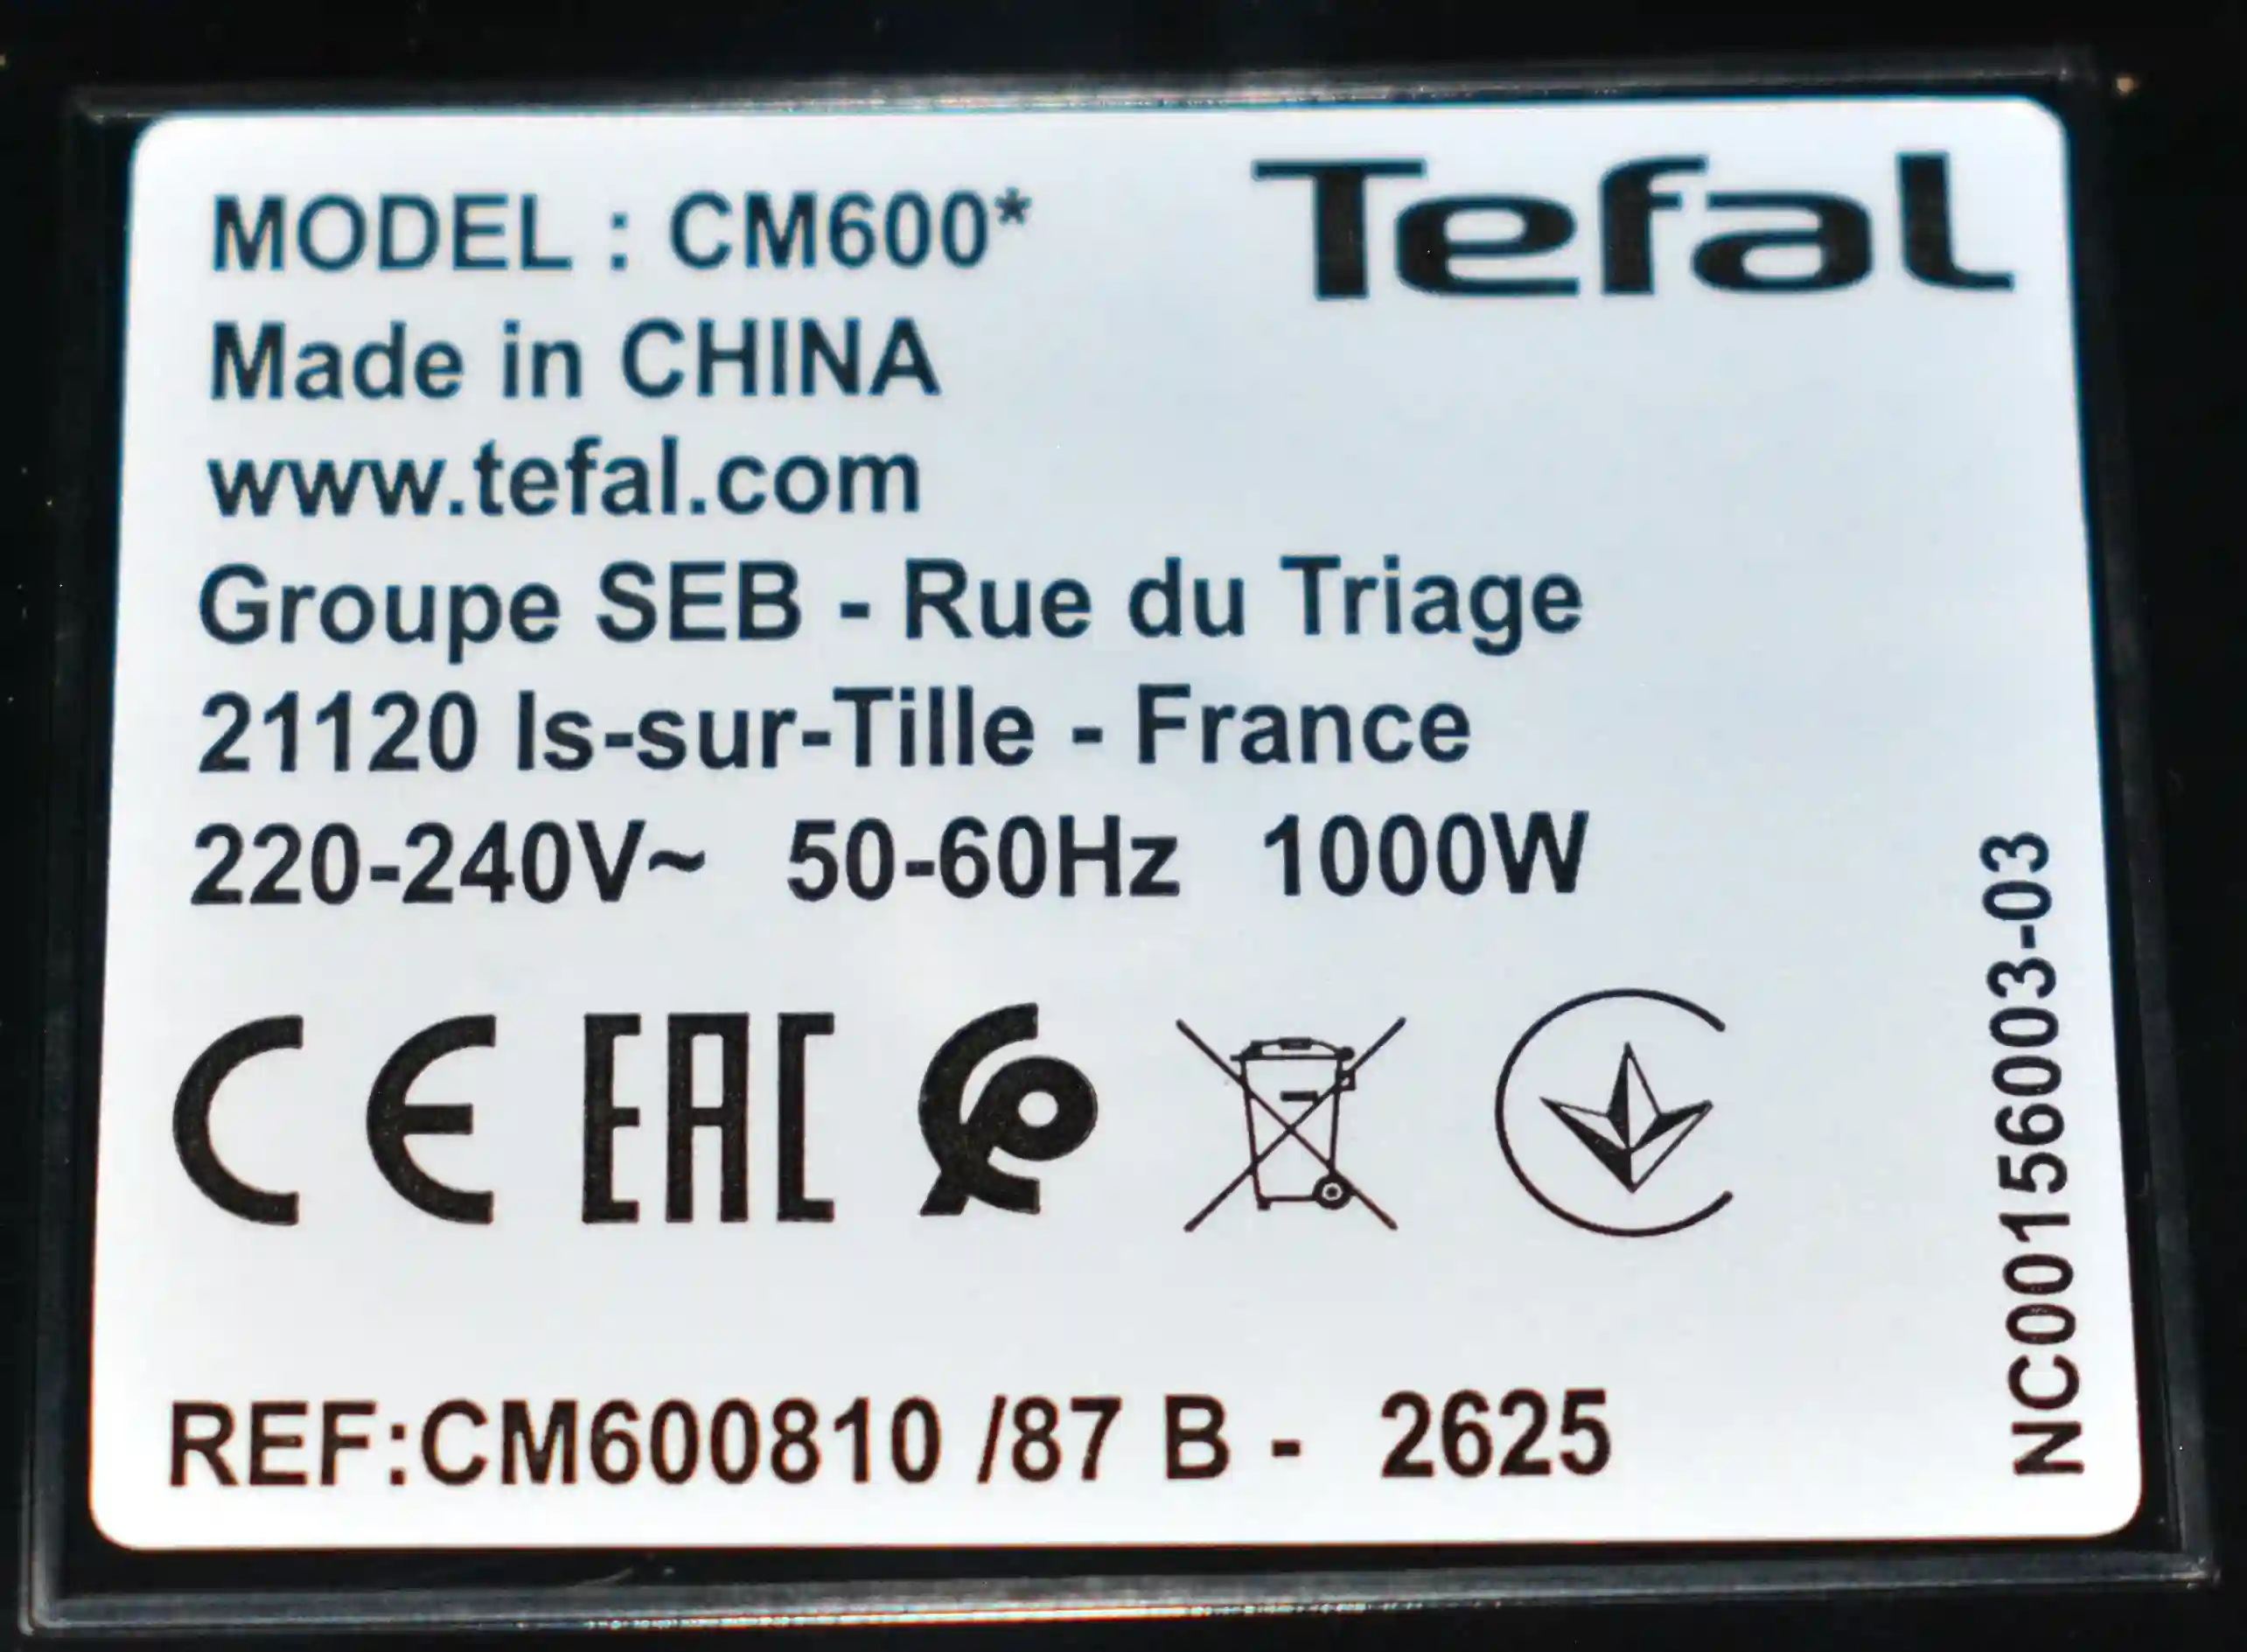 Tefal
MODEL : CM600*
Made in CHINA
www.tefal.com
Groupe SEB - Rue du Triage
21120 Is-sur-Tille - France
220-240V~ 50-60Hz 1000W
CE EAC
REF:CM600810 /87 B - 2625
NC00156003-03